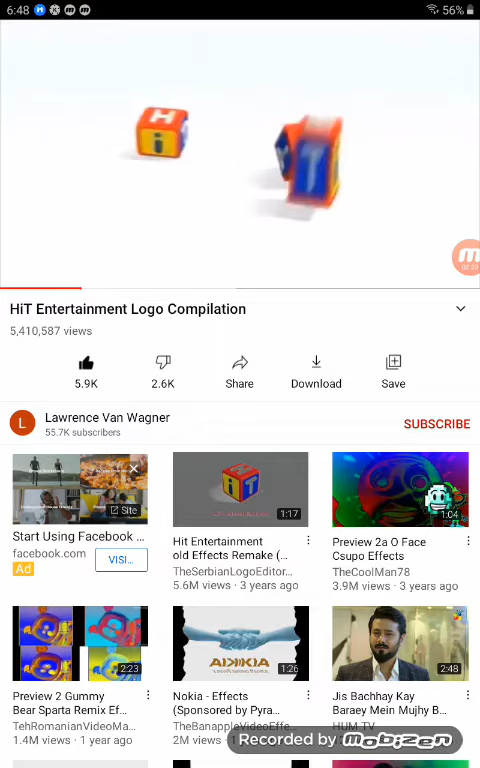 6:48
56%
H
i
T
02:23
HiT Entertainment Logo Compilation
5,410,587 views
5.9K
2.6K
Share
Download
Save
L
Lawrence Van Wagner
55.7K subscribers
SUBSCRIBE
Site
Start Using Facebook ...
facebook.com
Ad
VISI...
H
i
T
1:17
Hit Entertainment
old Effects Remake (...
TheSerbianLogoEditor...
5.6M views · 3 years ago
1:04
Preview 2a O Face
Csupo Effects
TheCoolMan78
3.9M views · 3 years ago
2:23
Preview 2 Gummy
Bear Sparta Remix Ef...
TehRomanianVideoMa...
1.4M views · 1 year ago
1:26
Nokia - Effects
(Sponsored by Pyra...
TheBanappleVideoEffe...
2M views
2:48
Jis Bachhay Kay
Baraey Mein Mujhy B...
HUM TV
Recorded by mobizen